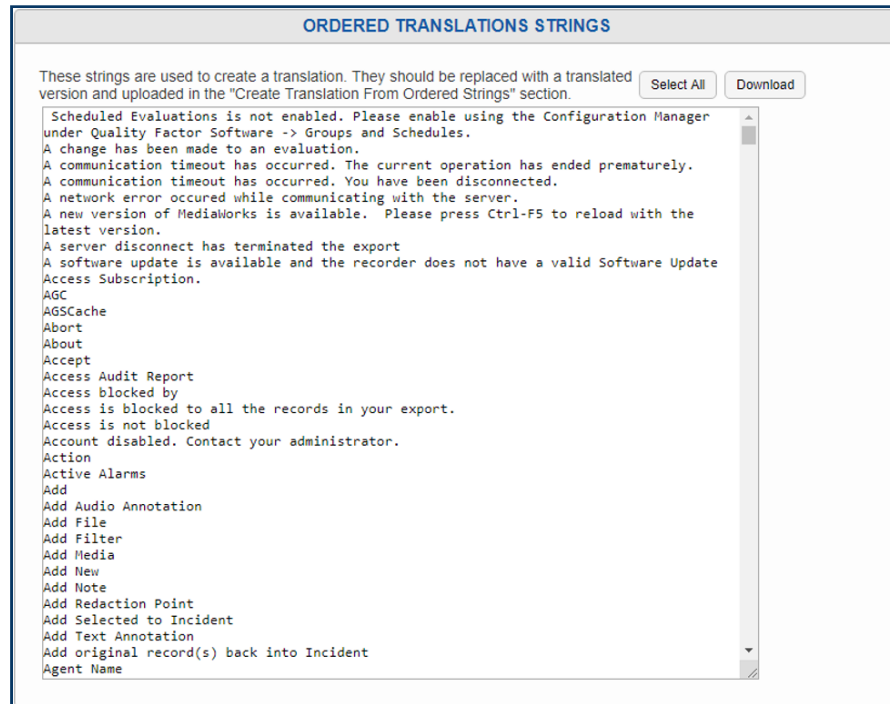 ORDERED TRANSLATIONS STRINGS
These strings are used to create a translation. They should be replaced with a translated
version and uploaded in the "Create Translation From Ordered Strings" section.
Select All
Download
Scheduled Evaluations is not enabled. Please enable using the Configuration Manager
under Quality Factor Software -> Groups and Schedules.
A change has been made to an evaluation.
A communication timeout has occurred. The current operation has ended prematurely.
A communication timeout has occurred. You have been disconnected.
A network error occured while communicating with the server.
A new version of MediaWorks is available.  Please press Ctrl-F5 to reload with the
latest version.
A server disconnect has terminated the export
A software update is available and the recorder does not have a valid Software Update
Access Subscription.
AGC
AGSCache
Abort
About
Accept
Access Audit Report
Access blocked by
Access is blocked to all the records in your export.
Access is not blocked
Account disabled. Contact your administrator.
Action
Active Alarms
Add
Add Audio Annotation
Add File
Add Filter
Add Media
Add New
Add Note
Add Redaction Point
Add Selected to Incident
Add Text Annotation
Add original record(s) back into Incident
Agent Name